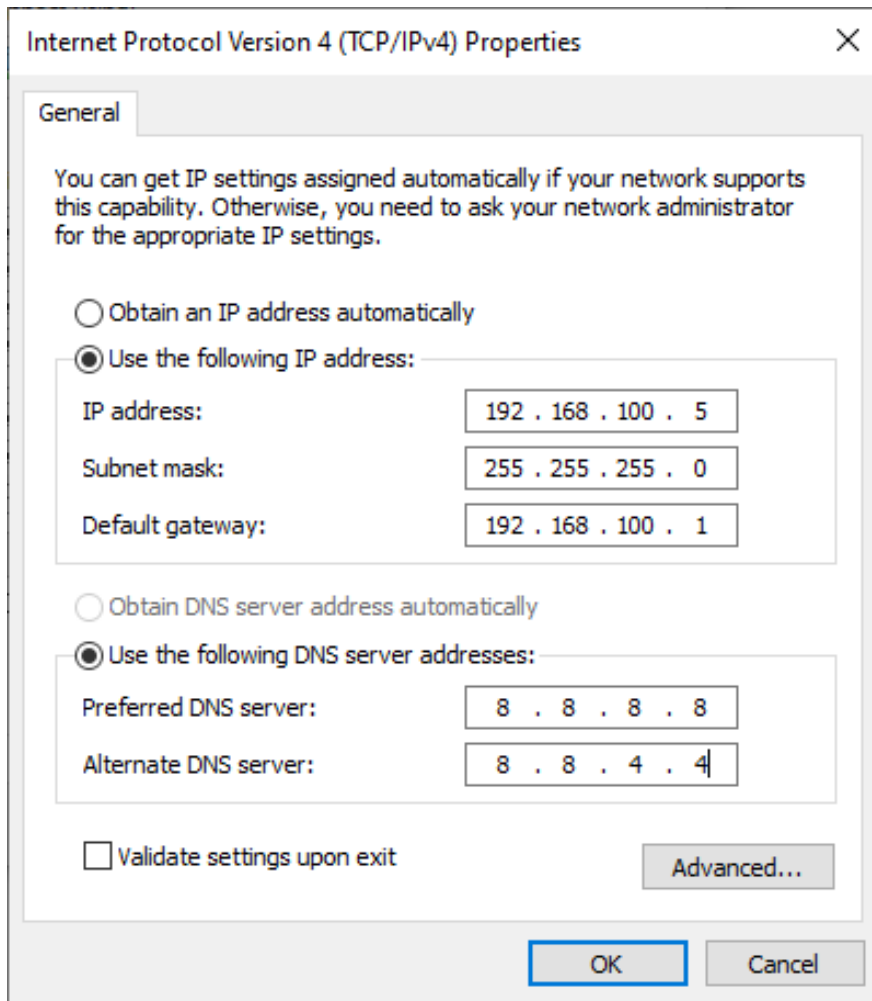 Internet Protocol Version 4 (TCP/IPv4) Properties
General
You can get IP settings assigned automatically if your network supports
this capability. Otherwise, you need to ask your network administrator
for the appropriate IP settings.
Obtain an IP address automatically
Use the following IP address:
IP address: 192 . 168 . 100 . 5
Subnet mask: 255 . 255 . 255 . 0
Default gateway: 192 . 168 . 100 . 1
Obtain DNS server address automatically
Use the following DNS server addresses:
Preferred DNS server: 8 . 8 . 8 . 8
Alternate DNS server: 8 . 8 . 4 . 4
Validate settings upon exit
Advanced...
OK Cancel